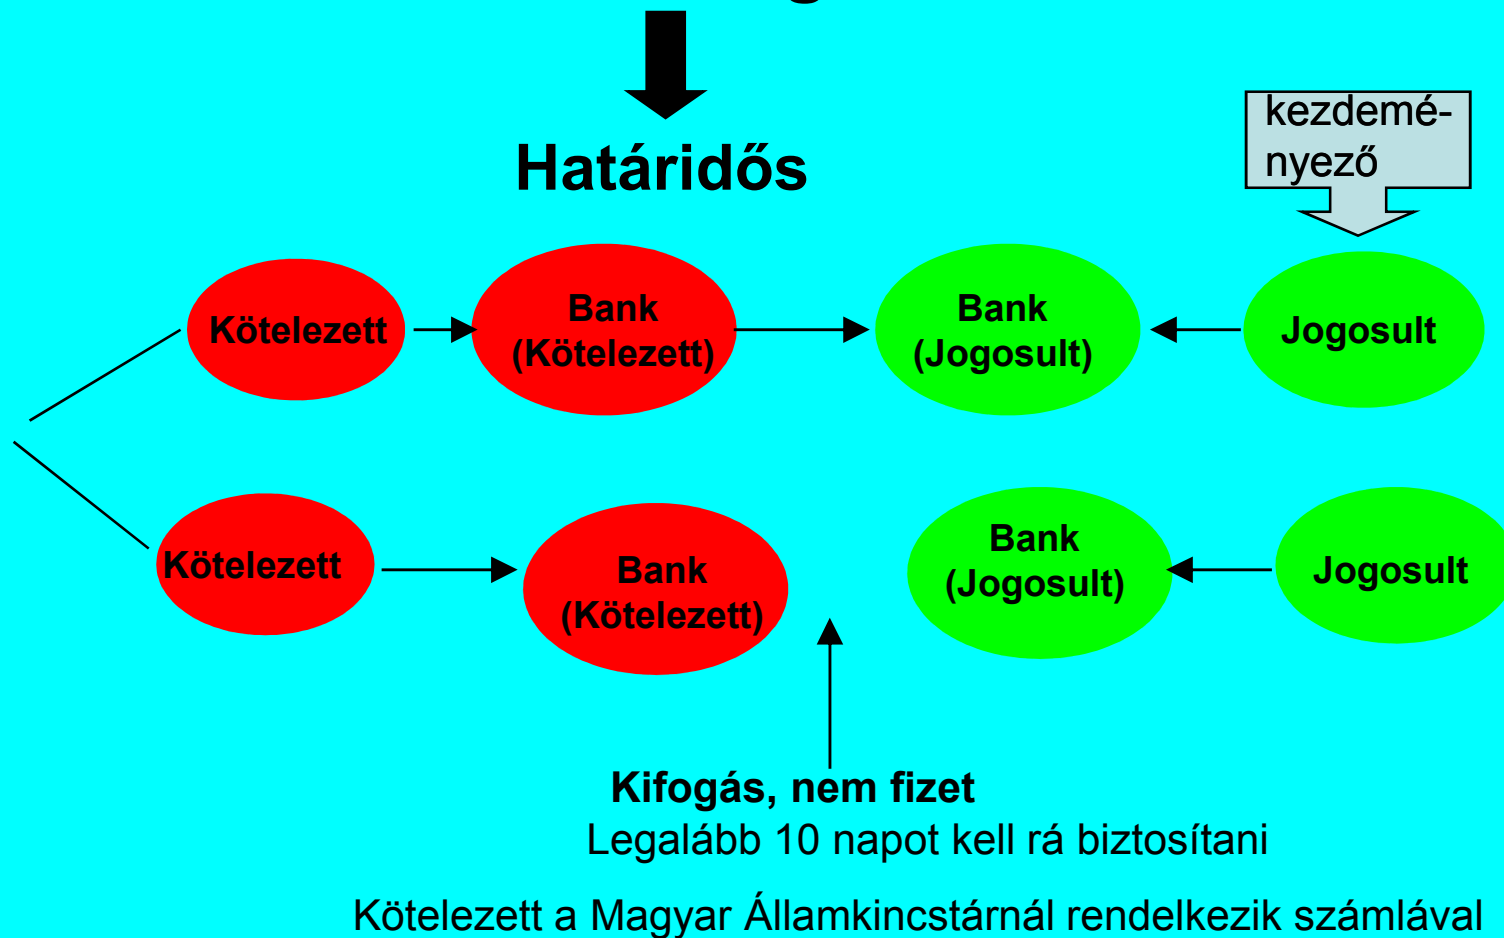 Határidős
kezdemé-
nyező
Kötelezett
Bank
(Kötelezett)
Bank
(Jogosult)
Jogosult
Kötelezett
Bank
(Kötelezett)
Bank
(Jogosult)
Jogosult
Kifogás, nem fizet
Legalább 10 napot kell rá biztosítani
Kötelezett a Magyar Államkincstárnál rendelkezik számlával